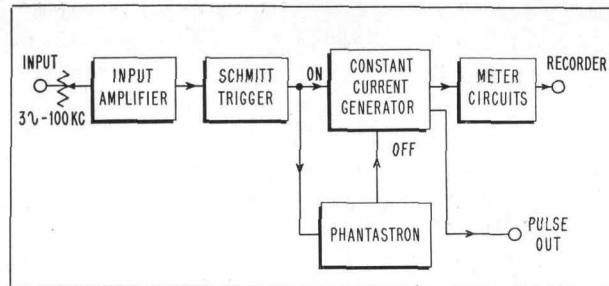 INPUT
3∿-100KC
INPUT
AMPLIFIER
SCHMITT
TRIGGER
ON
CONSTANT
CURRENT
GENERATOR
METER
CIRCUITS
RECORDER
OFF
PHANTASTRON
PULSE
OUT